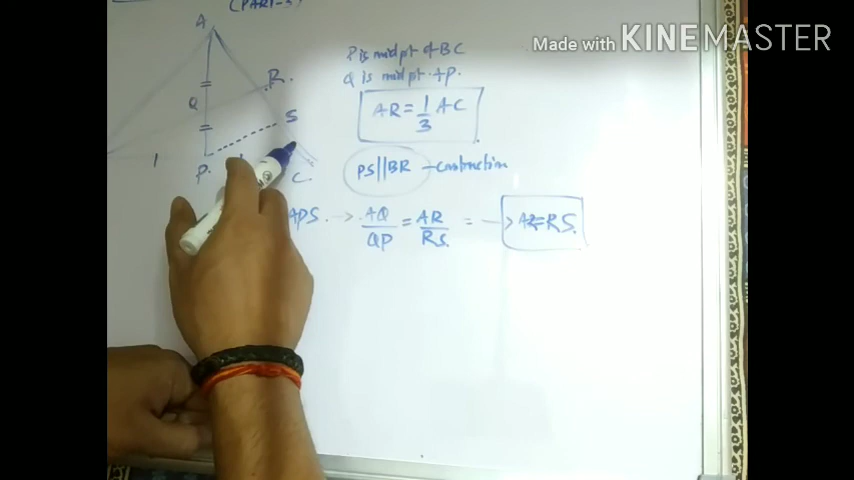 (PART-3)
Made with KINEMASTER
A
P is mid pt of BC
Q is mid pt. AP.
R.
Q
AR = 1/3 AC
S
P.
C.
PS||BR - construction
APS. -> AQ/QP = AR/RS. = -> AR=RS.